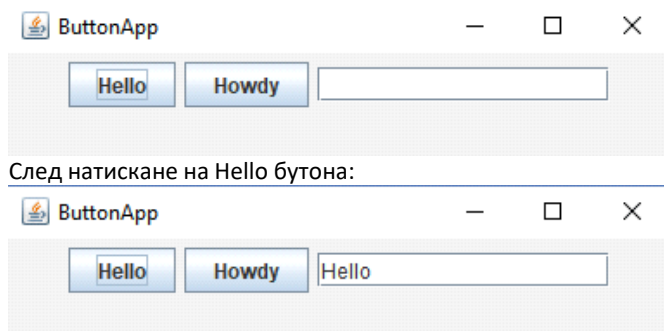 ButtonApp
Hello Howdy
След натискане на Hello бутона:
ButtonApp
Hello Howdy Hello